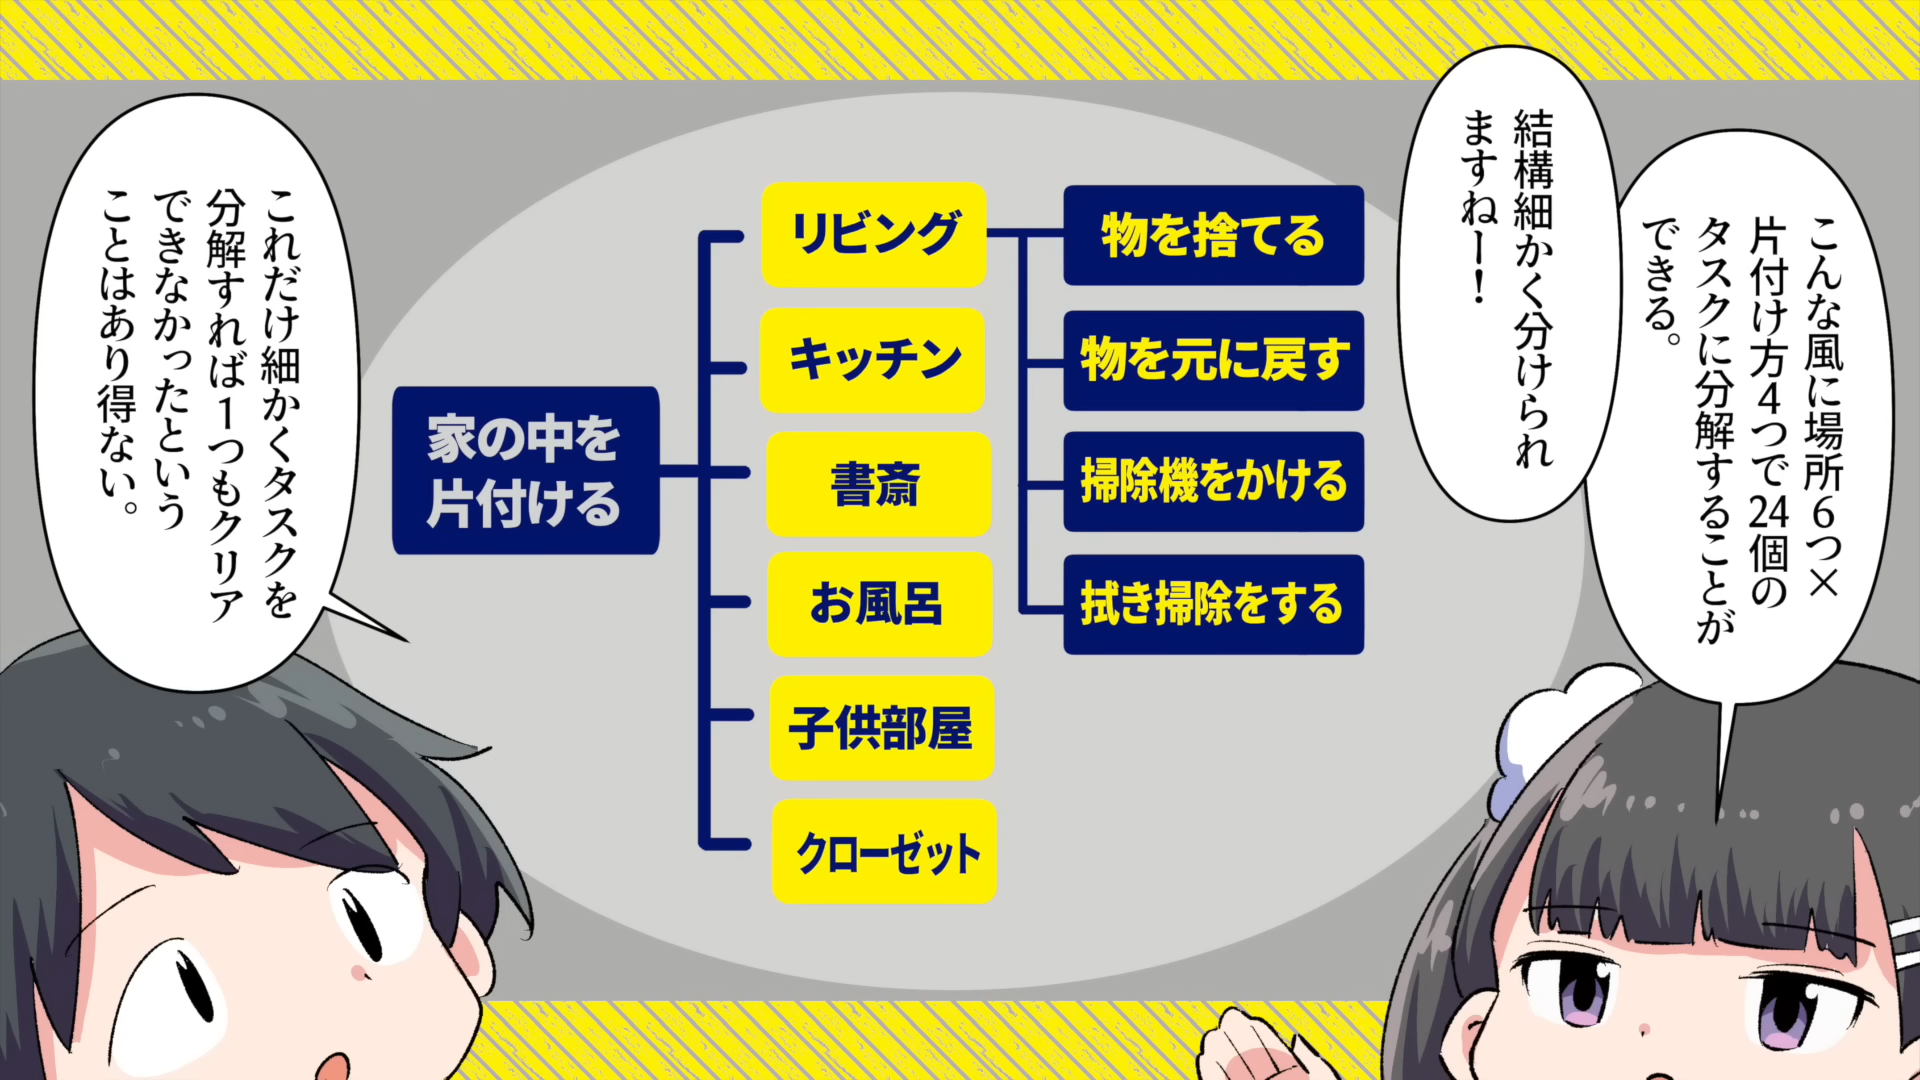 こんな風に場所６つ×
片付け方４つで24個の
タスクに分解することが
できる。
結構細かく分けられ
ますねー！
家の中を
片付ける
リビング
キッチン
書斎
お風呂
子供部屋
クローゼット
物を捨てる
物を元に戻す
掃除機をかける
拭き掃除をする
これだけ細かくタスクを
分解すれば１つもクリア
できなかったという
ことはあり得ない。